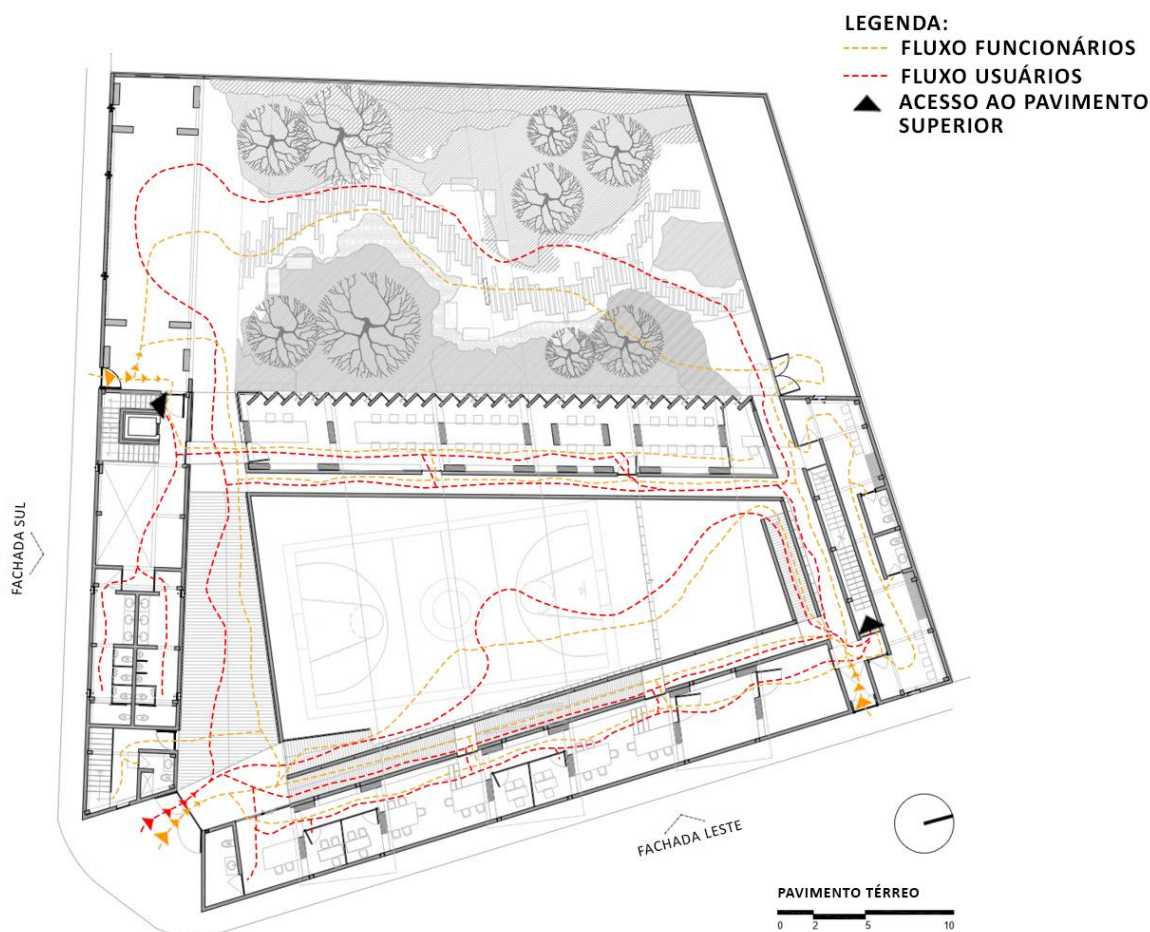 LEGENDA:
FLUXO FUNCIONÁRIOS
FLUXO USUÁRIOS
ACESSO AO PAVIMENTO
SUPERIOR
FACHADA SUL
FACHADA LESTE
PAVIMENTO TÉRREO
0 2 5 10